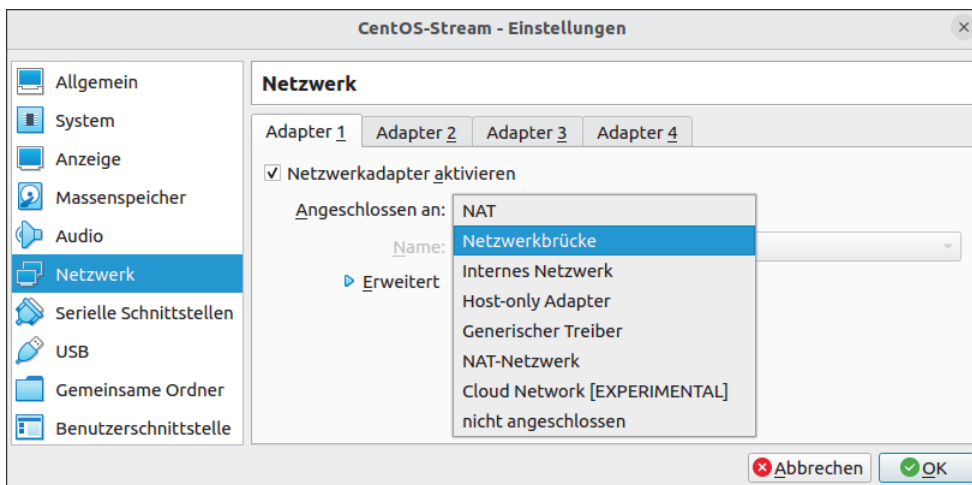 CentOS-Stream - Einstellungen
Allgemein
System
Anzeige
Massenspeicher
Audio
Netzwerk
Serielle Schnittstellen
USB
Gemeinsame Ordner
Benutzerschnittstelle
Netzwerk
Adapter 1 Adapter 2 Adapter 3 Adapter 4
Netzwerkadapter aktivieren
Angeschlossen an: NAT
Name: Netzwerkbrücke
Internes Netzwerk
Erweitert
Host-only Adapter
Generischer Treiber
NAT-Netzwerk
Cloud Network [EXPERIMENTAL]
nicht angeschlossen
Abbrechen OK